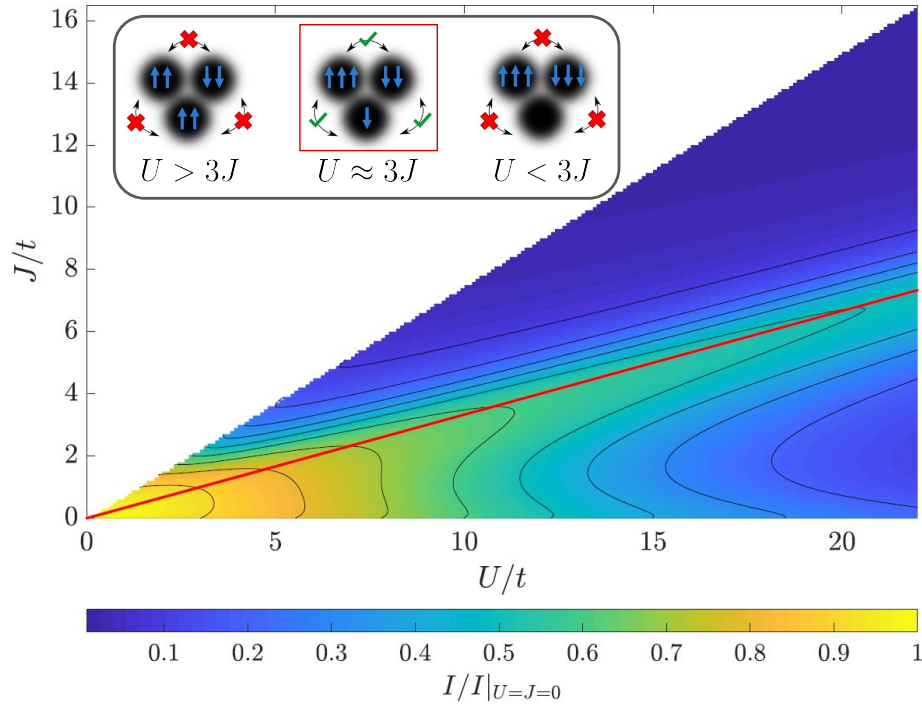 16
14
12
10
8
6
4
2
0
J/t
↑↑ ↓↓
↑↑
U > 3J
↑↑↑ ↓↓
↓
U ≈ 3J
↑↑↑ ↓↓↓
U < 3J
0 5 10 15 20
U/t
0.1 0.2 0.3 0.4 0.5 0.6 0.7 0.8 0.9 1
I/I|_{U=J=0}